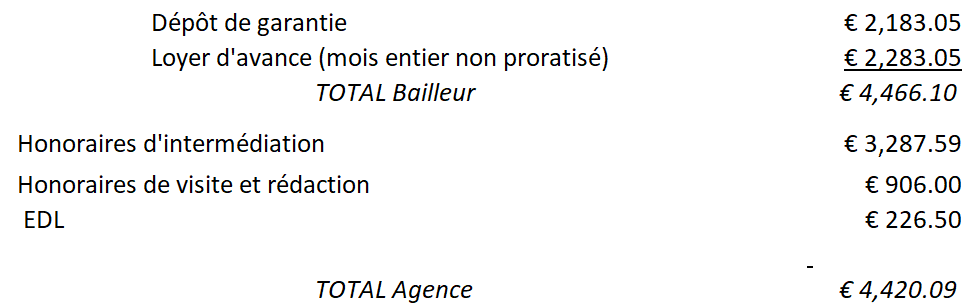 Dépôt de garantie € 2,183.05
Loyer d'avance (mois entier non proratisé) € 2,283.05
TOTAL Bailleur € 4,466.10
Honoraires d'intermédiation € 3,287.59
Honoraires de visite et rédaction € 906.00
EDL € 226.50
-
TOTAL Agence € 4,420.09